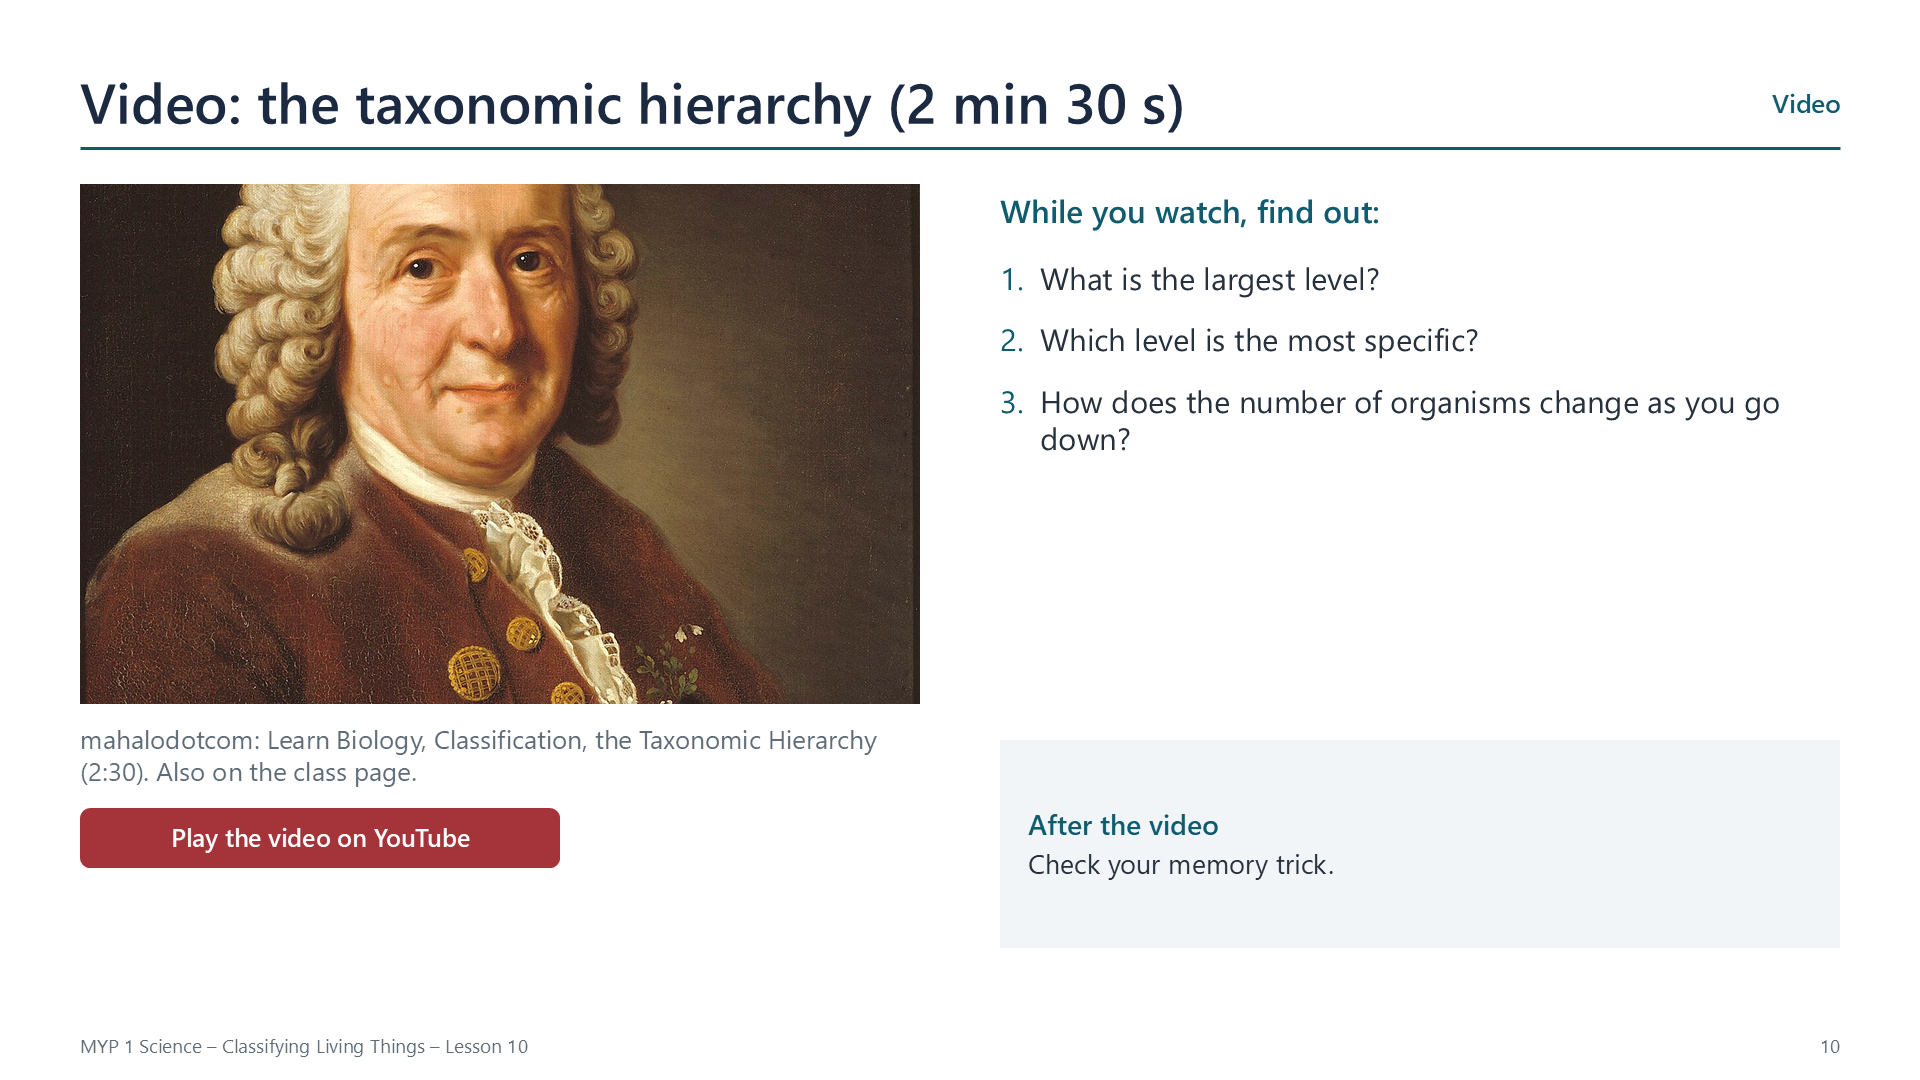 Video: the taxonomic hierarchy (2 min 30 s)
Video
mahalodotcom: Learn Biology, Classification, the Taxonomic Hierarchy
(2:30). Also on the class page.
Play the video on YouTube
While you watch, find out:
1. What is the largest level?
2. Which level is the most specific?
3. How does the number of organisms change as you go
down?
After the video
Check your memory trick.
MYP 1 Science – Classifying Living Things – Lesson 10
10